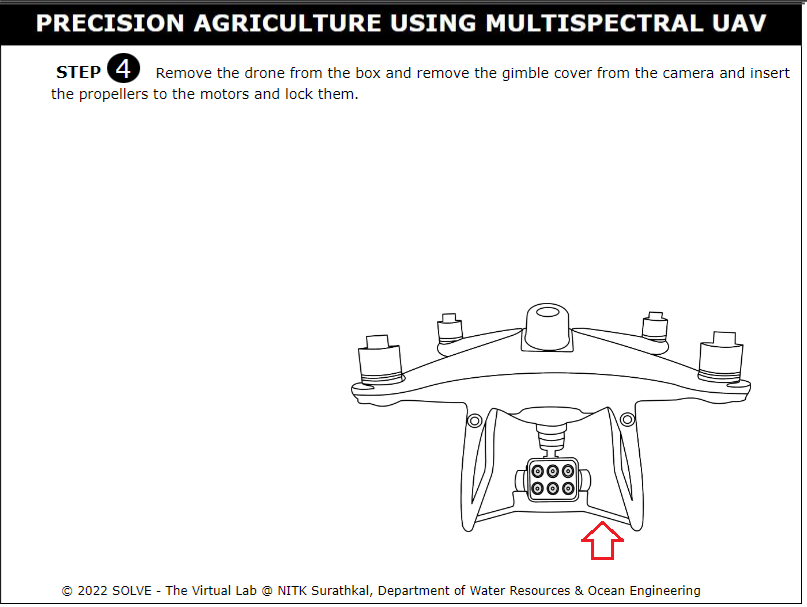 PRECISION AGRICULTURE USING MULTISPECTRAL UAV
STEP 4 Remove the drone from the box and remove the gimble cover from the camera and insert
the propellers to the motors and lock them.
© 2022 SOLVE - The Virtual Lab @ NITK Surathkal, Department of Water Resources & Ocean Engineering